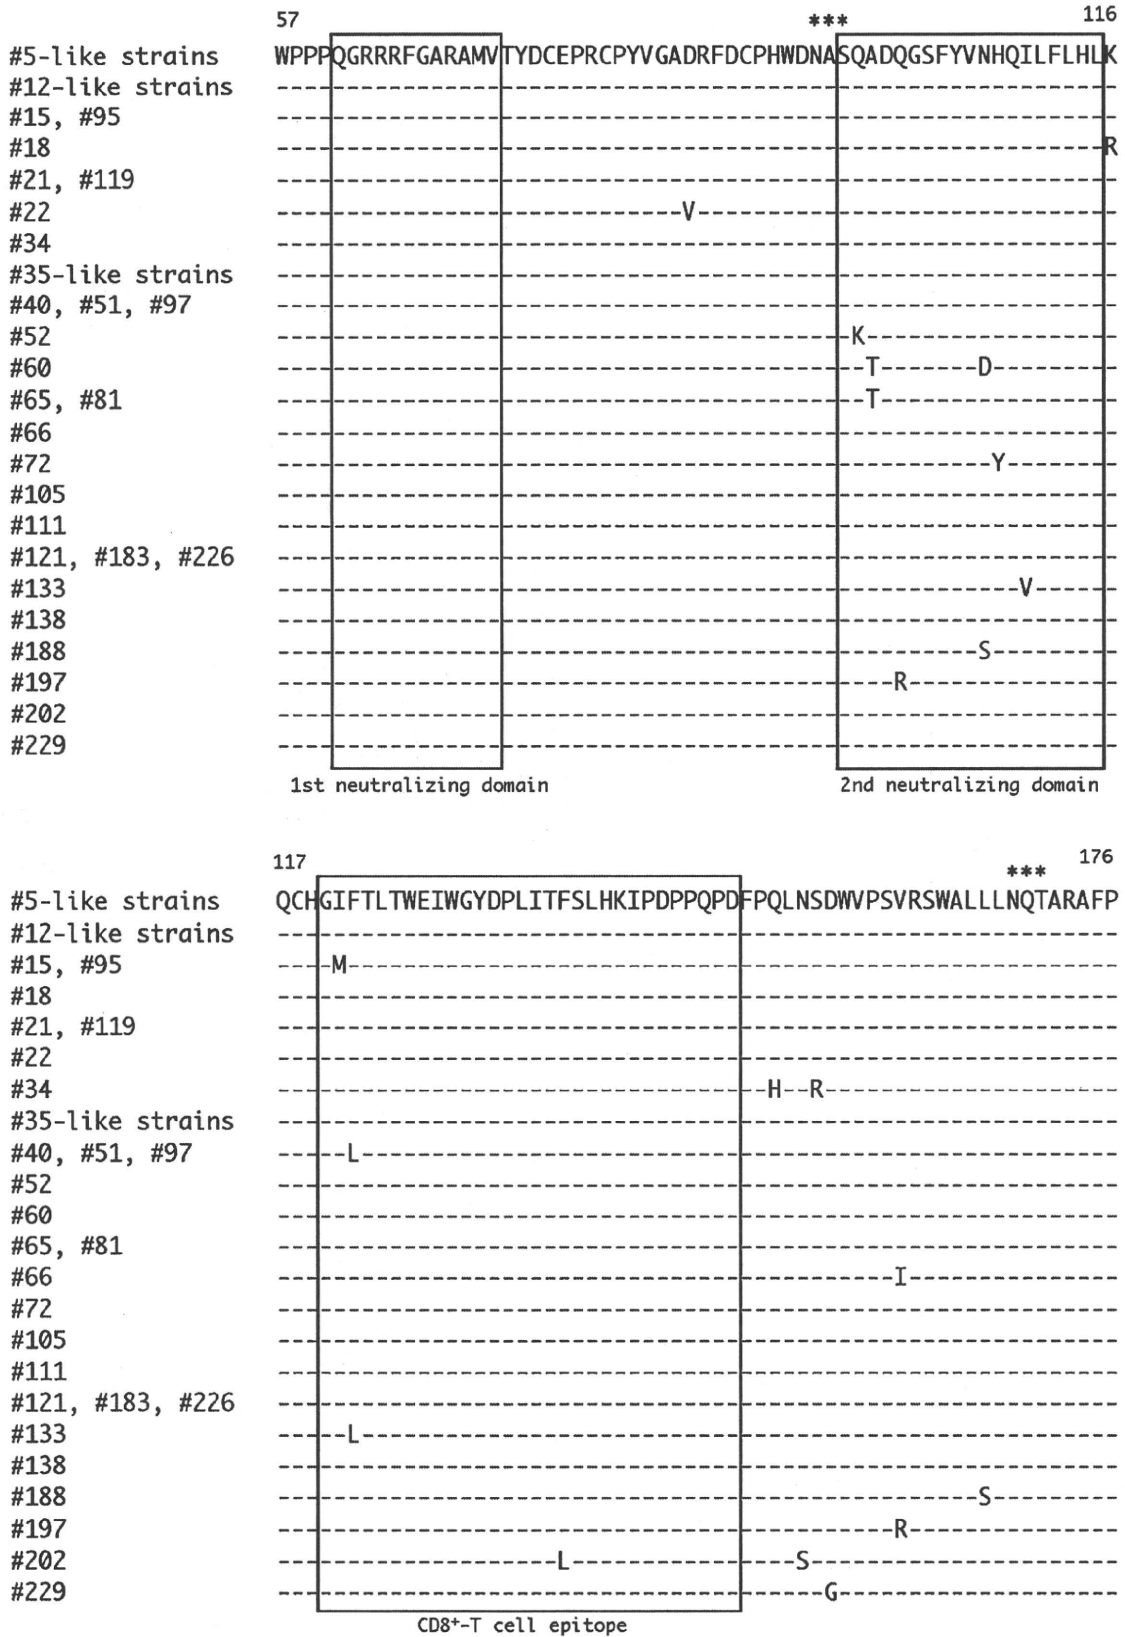 57 *** 116
#5-like strains WPPPQGRRRFGARAMVTYDCEPRCPYVGADRFDCPHWDNASQADQGSFYVNHQILFLHLK
#12-like strains ------------------------------------------------------------
#15, #95 ------------------------------------------------------------
#18 -----------------------------------------------------------R
#21, #119 ------------------------------------------------------------
#22 -----------------------------V------------------------------
#34 ------------------------------------------------------------
#35-like strains ------------------------------------------------------------
#40, #51, #97 ------------------------------------------------------------
#52 -----------------------------------------K------------------
#60 ------------------------------------------T-------D---------
#65, #81 ------------------------------------------T-----------------
#66 ------------------------------------------------------------
#72 ---------------------------------------------------Y--------
#105 ------------------------------------------------------------
#111 ------------------------------------------------------------
#121, #183, #226 ------------------------------------------------------------
#133 -----------------------------------------------------V------
#138 ------------------------------------------------------------
#188 --------------------------------------------------S---------
#197 --------------------------------------------R---------------
#202 ------------------------------------------------------------
#229 ------------------------------------------------------------
1st neutralizing domain 2nd neutralizing domain
117 *** 176
#5-like strains QCHGIFTLTWEIWGYDPLITFSLHKIPDPPQPDFPQLNSDWVPSVRSWALLLNQTARAFP
#12-like strains ------------------------------------------------------------
#15, #95 ----M-------------------------------------------------------
#18 ------------------------------------------------------------
#21, #119 ------------------------------------------------------------
#22 ------------------------------------------------------------
#34 -----------------------------------H--R---------------------
#35-like strains ------------------------------------------------------------
#40, #51, #97 -----L------------------------------------------------------
#52 ------------------------------------------------------------
#60 ------------------------------------------------------------
#65, #81 ------------------------------------------------------------
#66 --------------------------------------------I---------------
#72 ------------------------------------------------------------
#105 ------------------------------------------------------------
#111 ------------------------------------------------------------
#121, #183, #226 ------------------------------------------------------------
#133 -----L------------------------------------------------------
#138 ------------------------------------------------------------
#188 --------------------------------------------------S---------
#197 --------------------------------------------R---------------
#202 --------------------L----------------S----------------------
#229 ---------------------------------------G--------------------
CD8⁺-T cell epitope